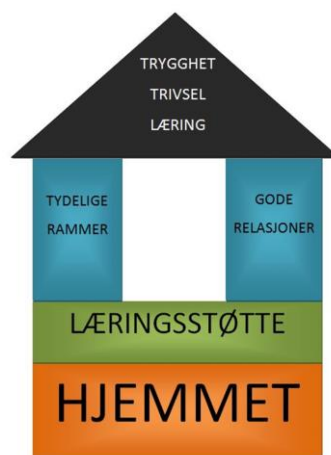 TRYGGHET
TRIVSEL
LÆRING
TYDELIGE
RAMMER
GODE
RELASJONER
LÆRINGSSTØTTE
HJEMMET